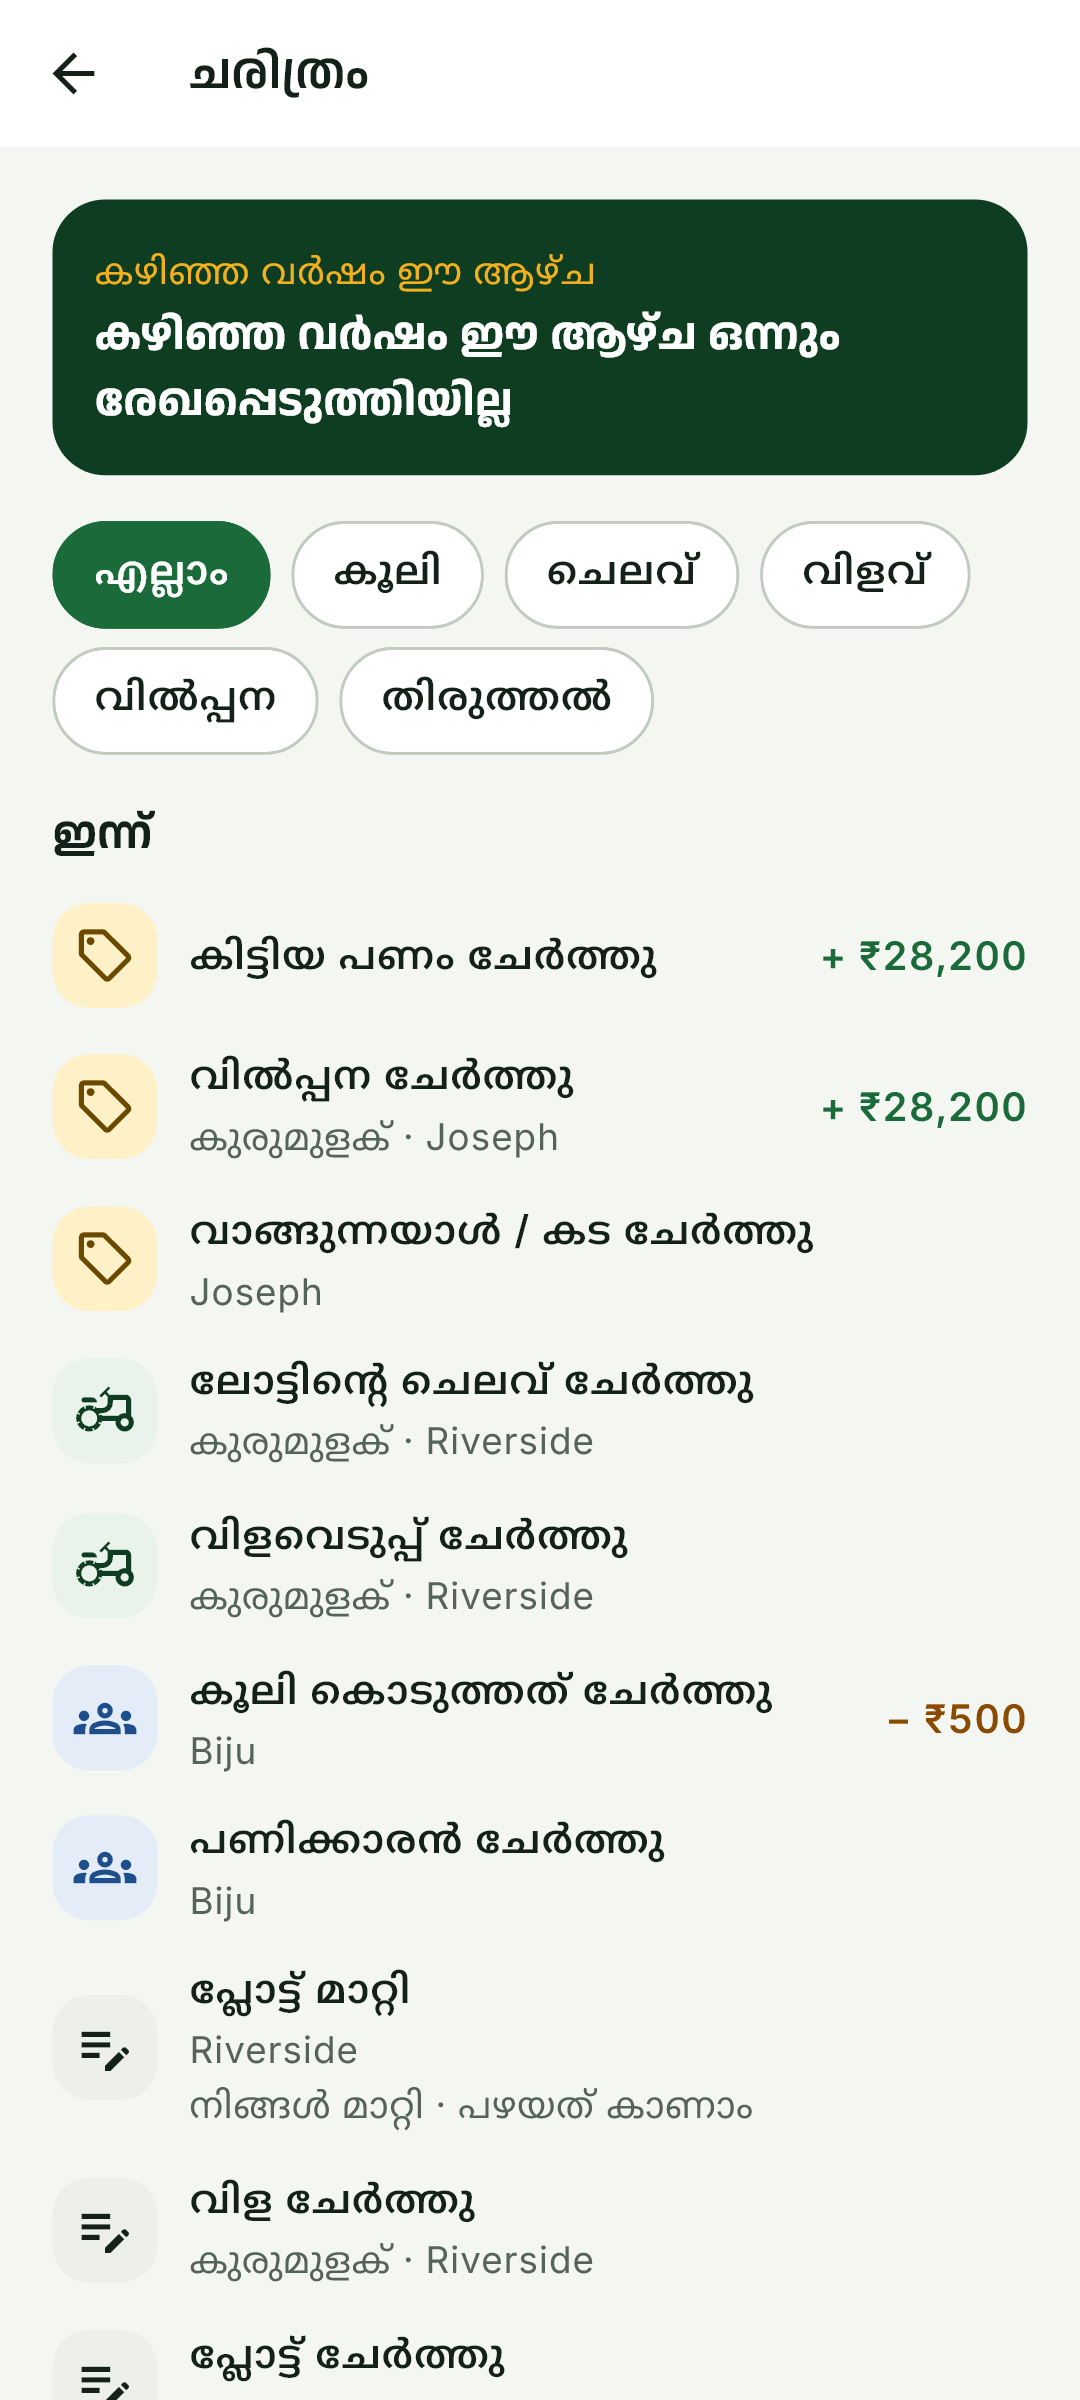 ചരിത്രം
കഴിഞ്ഞ വർഷം ഈ ആഴ്ച
കഴിഞ്ഞ വർഷം ഈ ആഴ്ച ഒന്നും
രേഖപ്പെടുത്തിയില്ല
എല്ലാം കൂലി ചെലവ് വിളവ്
വിൽപ്പന തിരുത്തൽ
ഇന്ന്
കിട്ടിയ പണം ചേർത്തു + ₹28,200
വിൽപ്പന ചേർത്തു + ₹28,200
കുരുമുളക് · Joseph
വാങ്ങുന്നയാൾ / കട ചേർത്തു
Joseph
ലോട്ടിന്റെ ചെലവ് ചേർത്തു
കുരുമുളക് · Riverside
വിളവെടുപ്പ് ചേർത്തു
കുരുമുളക് · Riverside
കൂലി കൊടുത്തത് ചേർത്തു – ₹500
Biju
പണിക്കാരൻ ചേർത്തു
Biju
പ്ലോട്ട് മാറ്റി
Riverside
നിങ്ങൾ മാറ്റി · പഴയത് കാണാം
വിള ചേർത്തു
കുരുമുളക് · Riverside
പ്ലോട്ട് ചേർത്തു